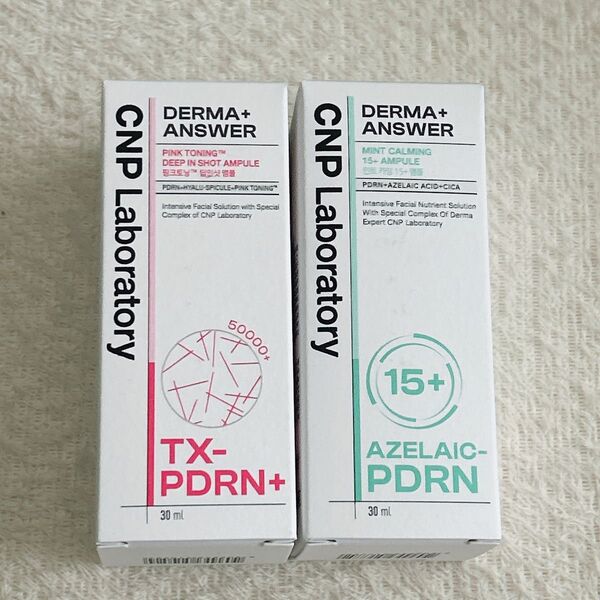 CNP Laboratory
DERMA+
ANSWER
PINK TONING™
DEEP IN SHOT AMPULE
핑크토닝™ 딥인샷 앰플
PDRN+HYALU-SPICULE+PINK TONING™
Intensive Facial Solution with Special
Complex of CNP Laboratory
50000+
TX-
PDRN+
30 ml
CNP Laboratory
DERMA+
ANSWER
MINT CALMING
15+ AMPULE
민트 카밍 15+ 앰플
PDRN+AZELAIC ACID+CICA
Intensive Facial Nutrient Solution
With Special Complex Of Derma
Expert CNP Laboratory
15+
AZELAIC-
PDRN
30 ml